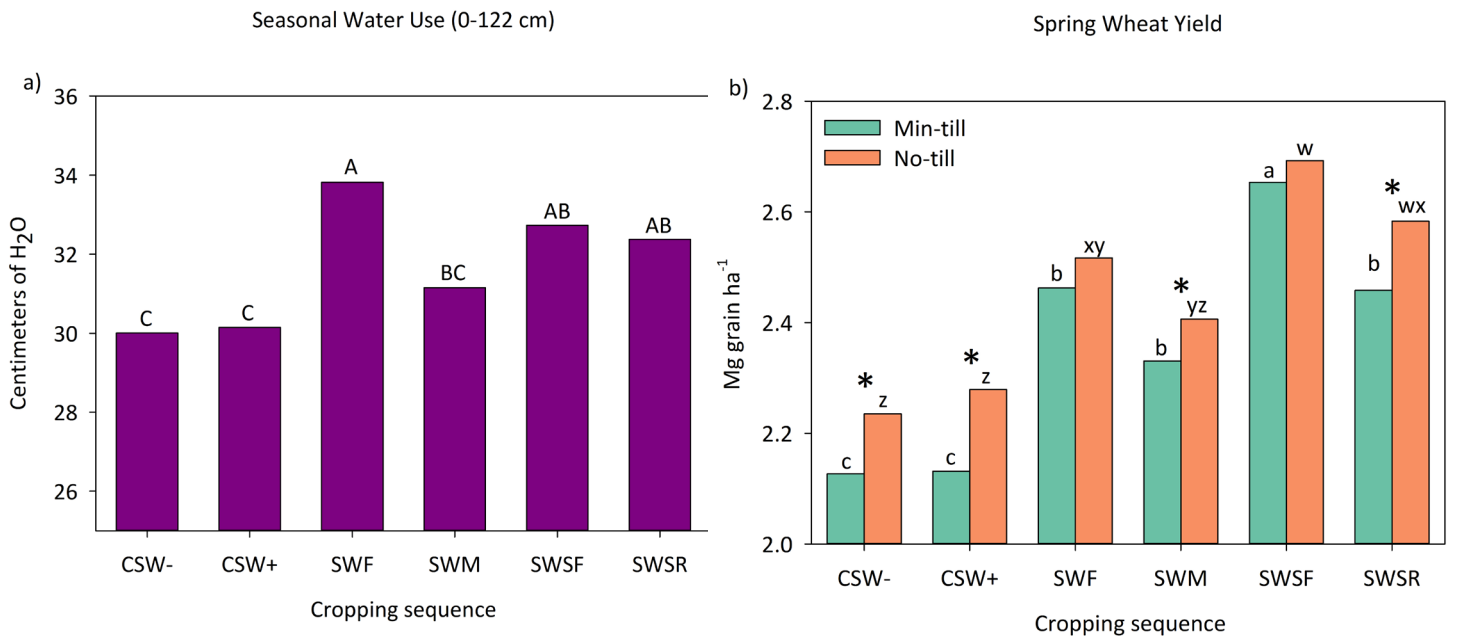 Seasonal Water Use (0-122 cm)
a)
36
34
32
30
28
26
Centimeters of H₂O
C
C
A
BC
AB
AB
CSW-
CSW+
SWF
SWM
SWSF
SWSR
Cropping sequence
Spring Wheat Yield
b)
2.8
2.6
2.4
2.2
2.0
Mg grain ha⁻¹
Min-till
No-till
c
*
z
c
*
z
b
xy
b
*
yz
a
w
b
*
wx
CSW-
CSW+
SWF
SWM
SWSF
SWSR
Cropping sequence